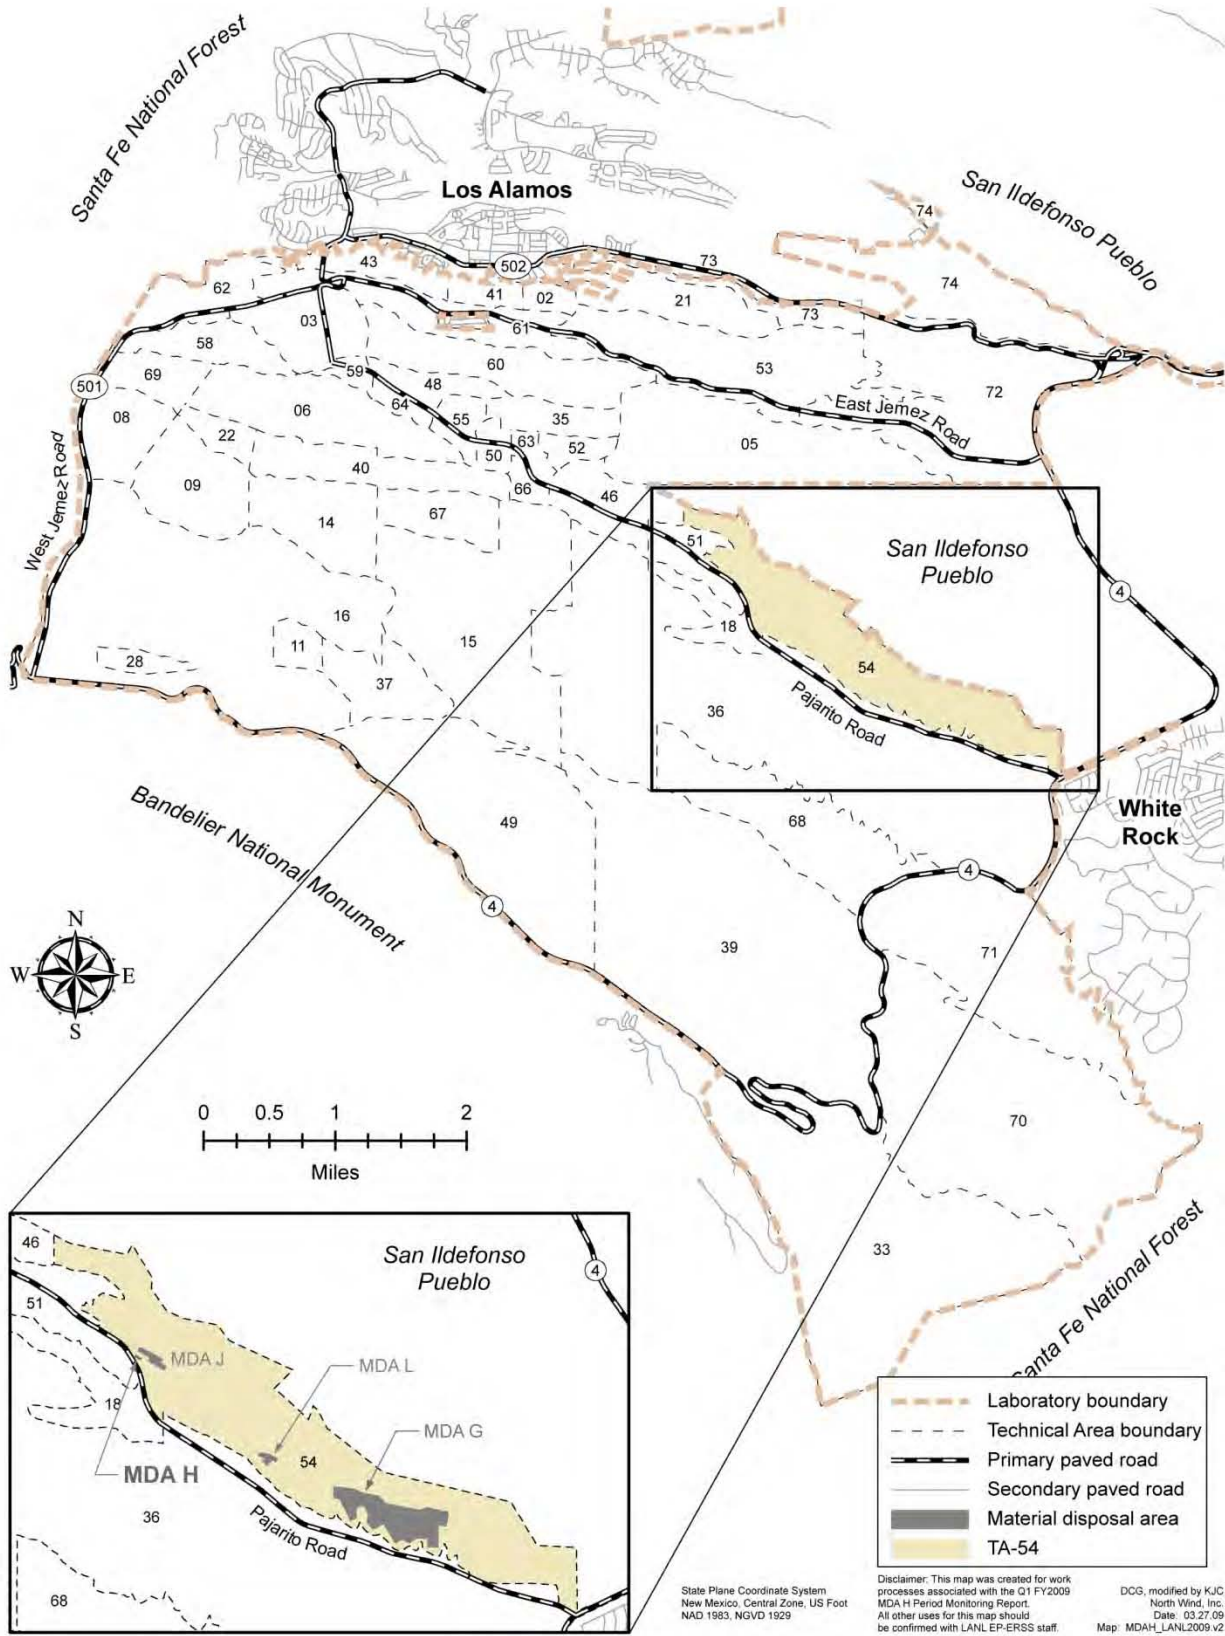 Santa Fe National Forest
Los Alamos
San Ildefonso Pueblo
74
74
43
502
73
62
41
02
21
73
03
61
58
60
53
59
48
72
69
501
64
East Jemez Road
08
06
55
35
22
63
52
05
50
40
09
66
46
67
14
51
San Ildefonso
Pueblo
West Jemez Road
4
16
18
15
11
28
54
37
36
Pajarito Road
Bandelier National Monument
49
68
White
Rock
4
4
39
71
N
W E
S
0 0.5 1 2
Miles
70
33
Santa Fe National Forest
46
San Ildefonso
Pueblo
4
51
MDA J
MDA L
18
MDA G
54
MDA H
36
Pajarito Road
68
Laboratory boundary
Technical Area boundary
Primary paved road
Secondary paved road
Material disposal area
TA-54
State Plane Coordinate System
New Mexico, Central Zone, US Foot
NAD 1983, NGVD 1929
Disclaimer: This map was created for work
processes associated with the Q1 FY2009
MDA H Period Monitoring Report.
All other uses for this map should
be confirmed with LANL EP-ERSS staff.
DCG, modified by KJC
North Wind, Inc.
Date: 03.27.09
Map: MDAH_LANL2009.v2